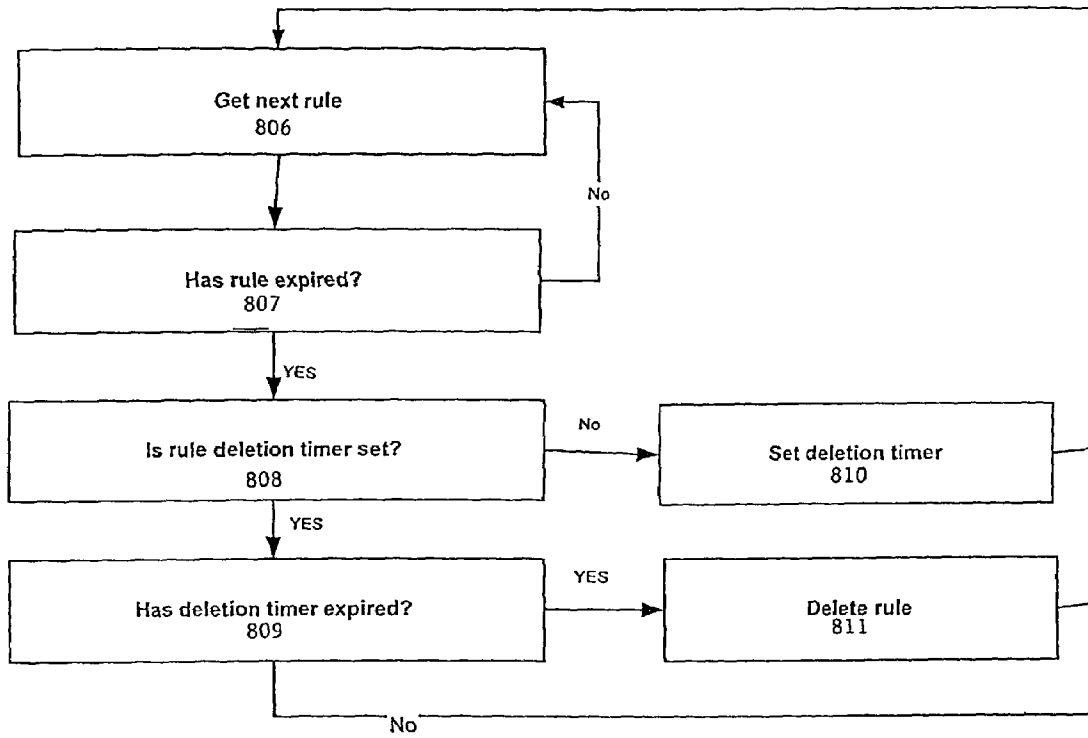 Get next rule
806
No
Has rule expired?
807
YES
Is rule deletion timer set?
808
No
Set deletion timer
810
YES
Has deletion timer expired?
809
YES
Delete rule
811
No